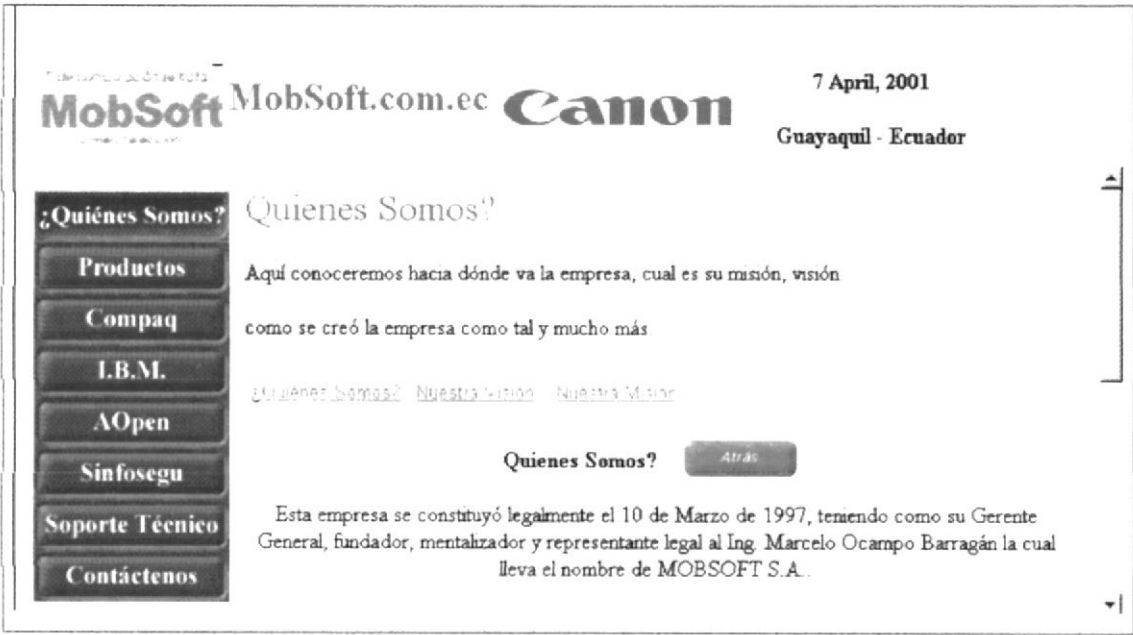 MobSoft
MobSoft.com.ec
Canon
7 April, 2001
Guayaquil - Ecuador
¿Quiénes Somos?
Productos
Compaq
I.B.M.
AOpen
Sinfosegu
Soporte Técnico
Contáctenos
Quienes Somos?
Aquí conoceremos hacia dónde va la empresa, cual es su misión, visión
como se creó la empresa como tal y mucho más
¿Quiénes Somos? Nuestra Visión Nuestra Misión
Quienes Somos? Atrás
Esta empresa se constituyó legalmente el 10 de Marzo de 1997, teniendo como su Gerente
General, fundador, mentalizador y representante legal al Ing. Marcelo Ocampo Barragán la cual
lleva el nombre de MOBSOFT S.A..